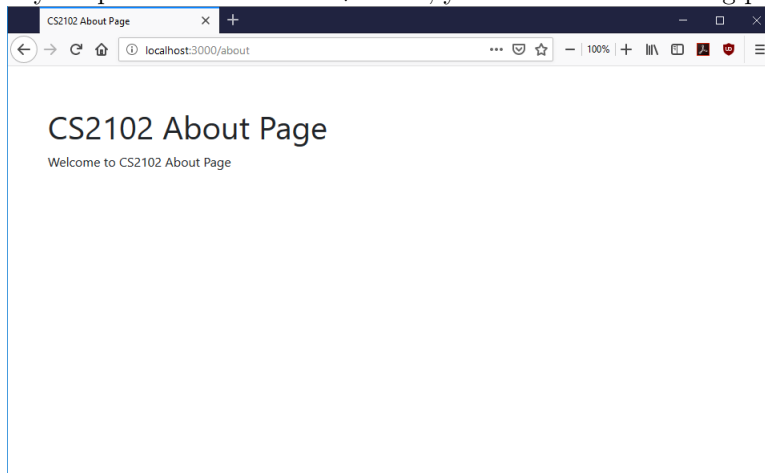 CS2102 About Page
localhost:3000/about
100%
CS2102 About Page
Welcome to CS2102 About Page